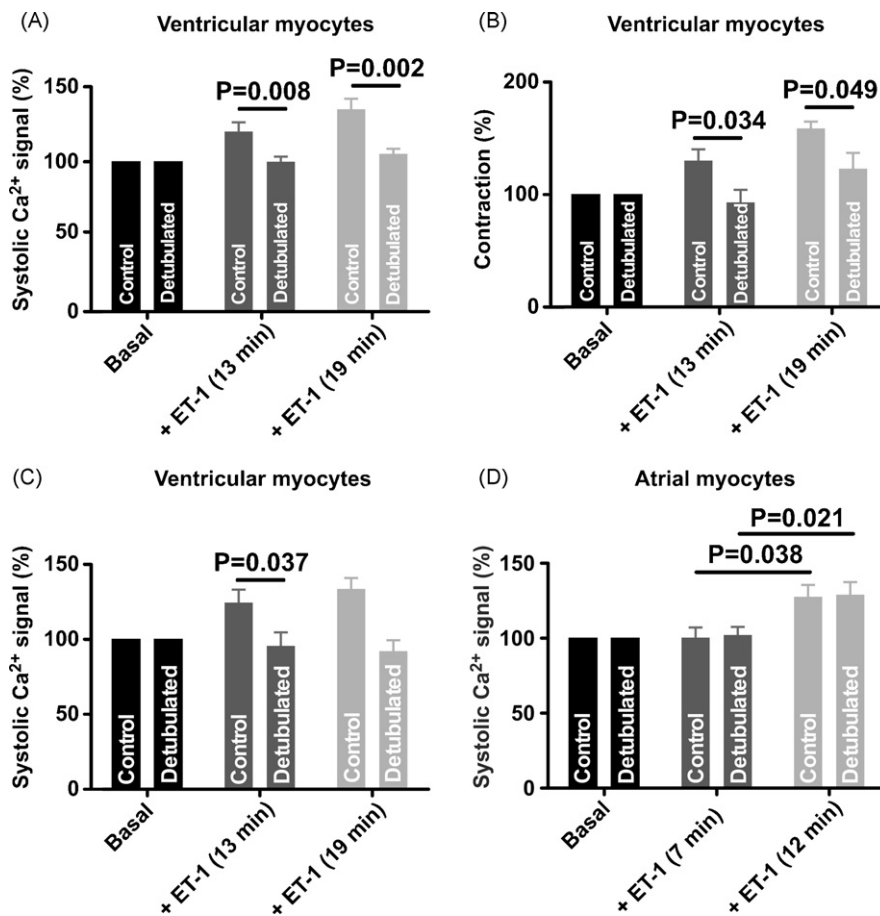 (A)
Ventricular myocytes
Systolic Ca²⁺ signal (%)
150
100
50
0
P=0.008
P=0.002
Control
Detubulated
Control
Detubulated
Control
Detubulated
Basal
+ ET-1 (13 min)
+ ET-1 (19 min)
(B)
Ventricular myocytes
Contraction (%)
200
100
0
P=0.034
P=0.049
Control
Detubulated
Control
Detubulated
Control
Detubulated
Basal
+ ET-1 (13 min)
+ ET-1 (19 min)
(C)
Ventricular myocytes
Systolic Ca²⁺ signal (%)
150
100
50
0
P=0.037
Control
Detubulated
Control
Detubulated
Control
Detubulated
Basal
+ ET-1 (13 min)
+ ET-1 (19 min)
(D)
Atrial myocytes
Systolic Ca²⁺ signal (%)
150
100
50
0
P=0.021
P=0.038
Control
Detubulated
Control
Detubulated
Control
Detubulated
Basal
+ ET-1 (7 min)
+ ET-1 (12 min)